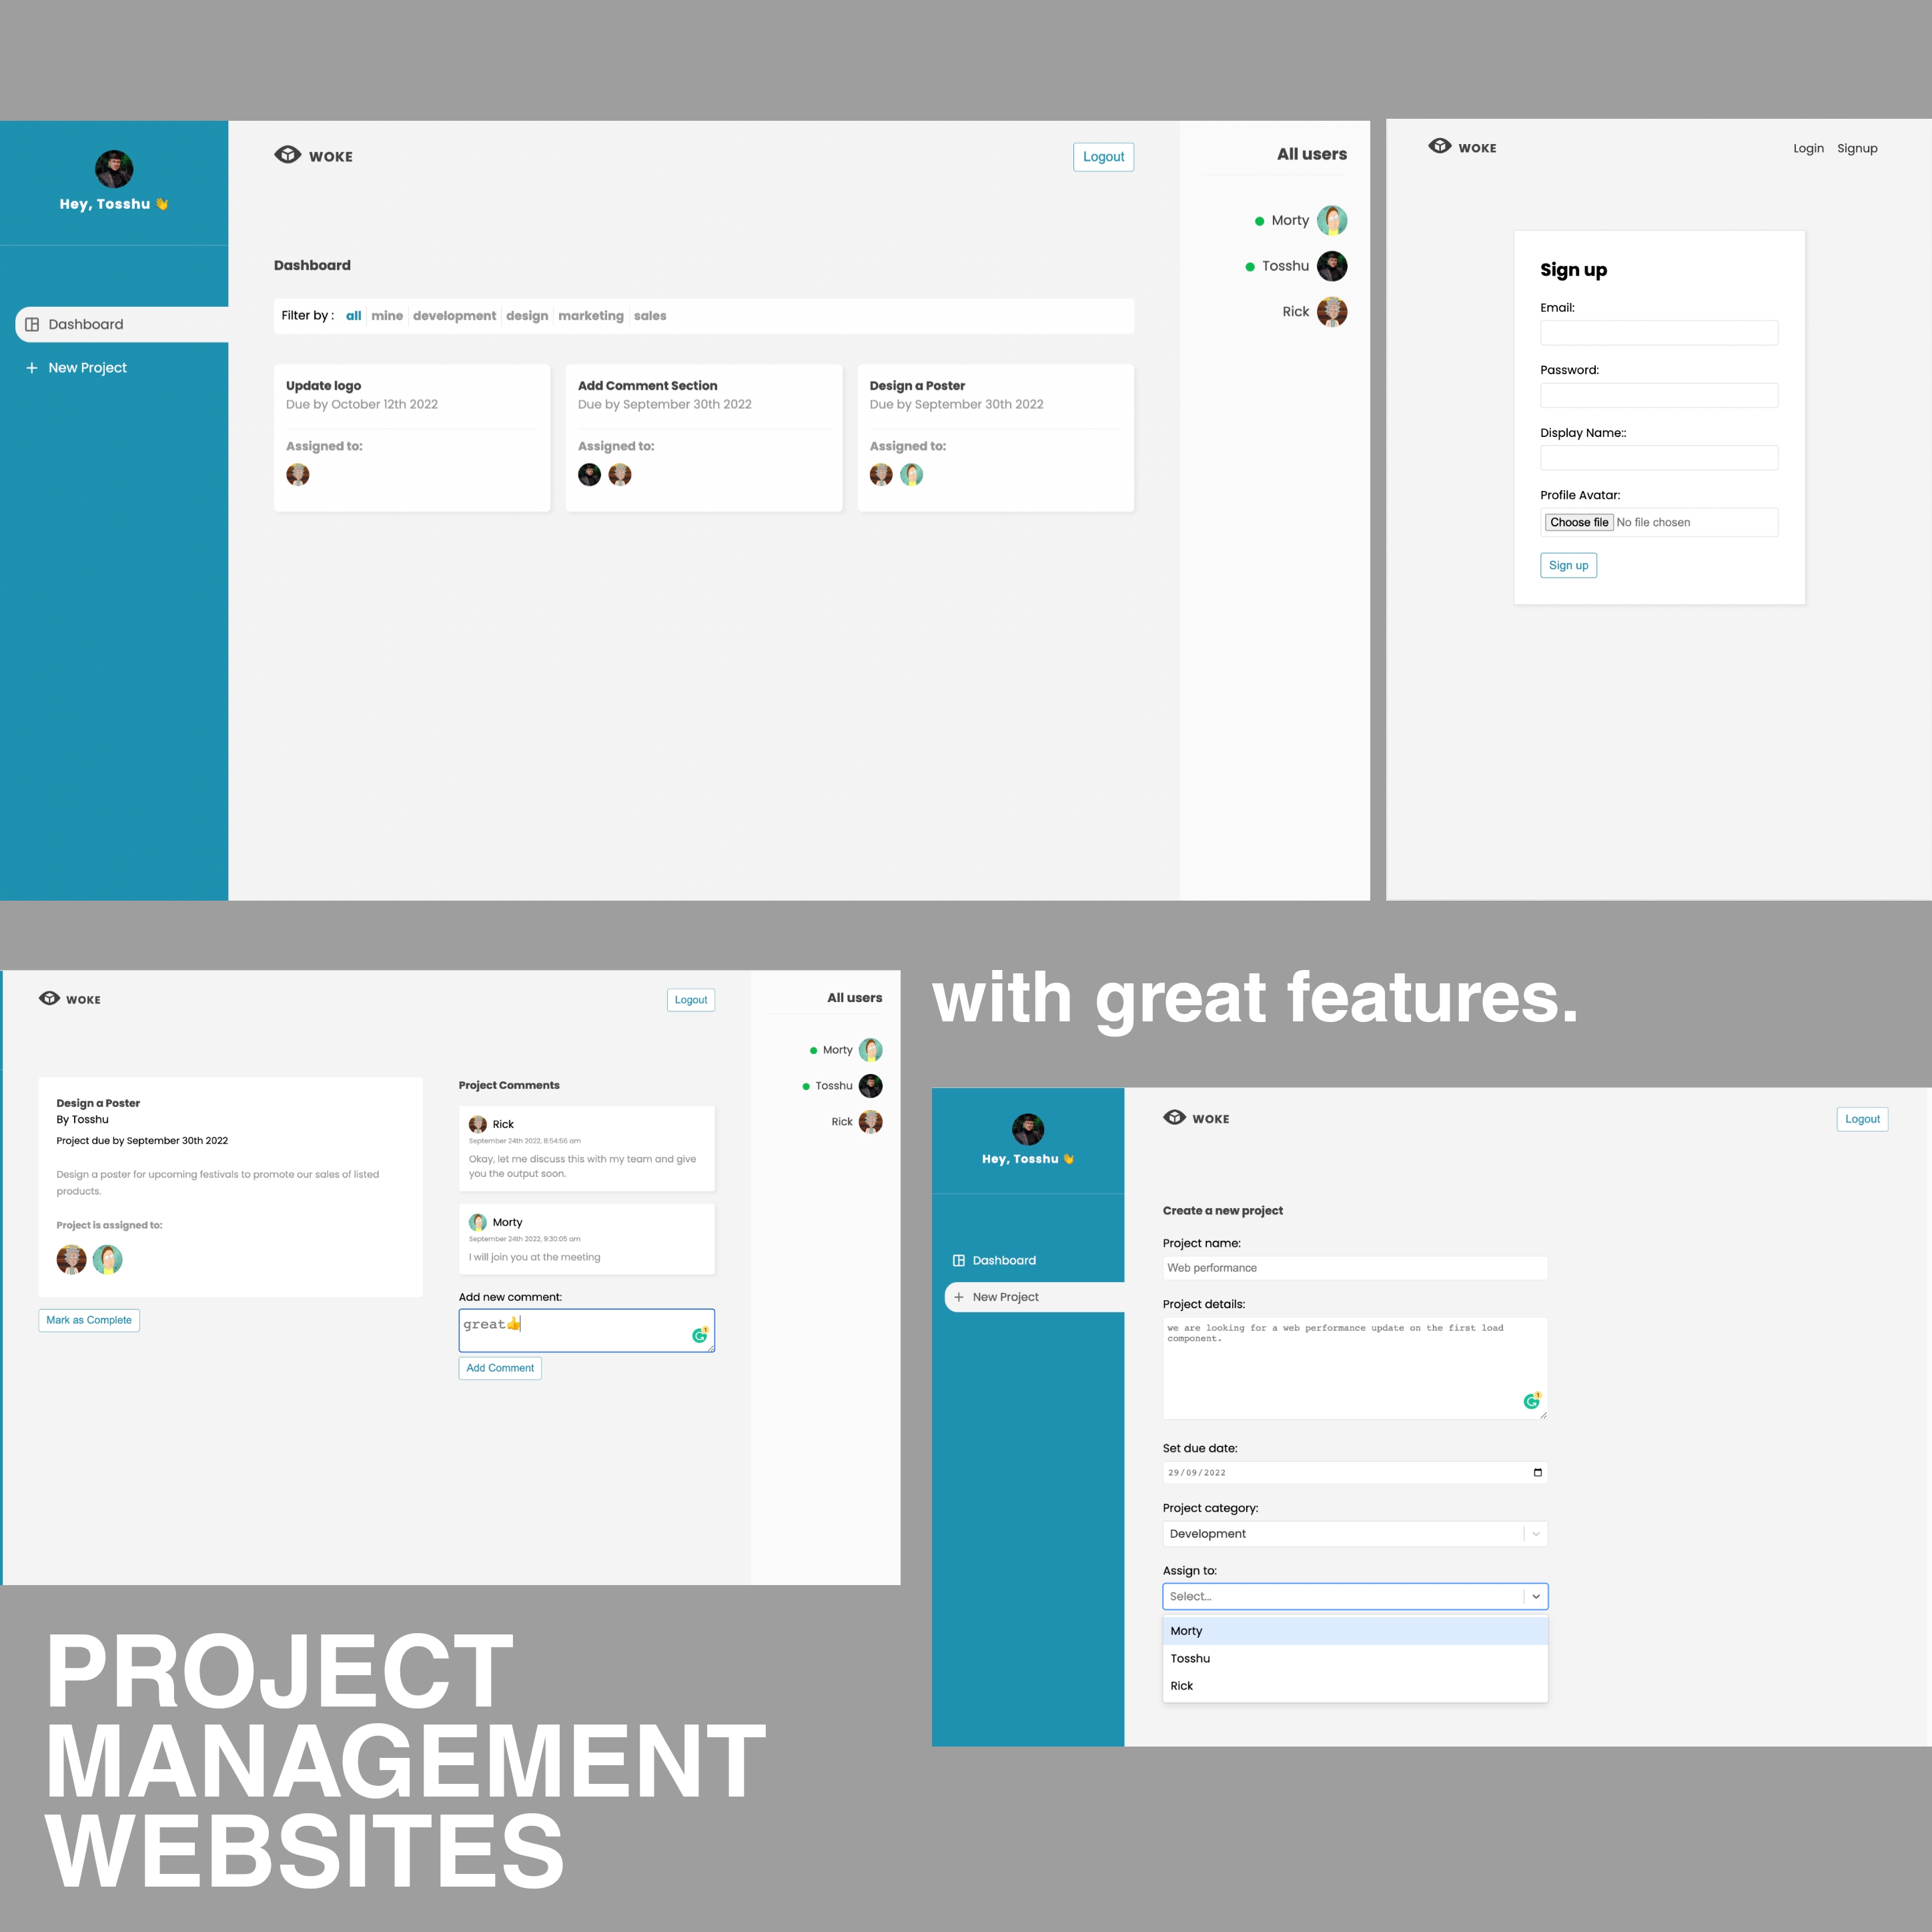 Hey, Tosshu 👋
Dashboard
New Project
WOKE
Logout
Dashboard
Filter by : all mine development design marketing sales
Update logo
Due by October 12th 2022
Assigned to:
Add Comment Section
Due by September 30th 2022
Assigned to:
Design a Poster
Due by September 30th 2022
Assigned to:
All users
Morty
Tosshu
Rick
WOKE
Login Signup
Sign up
Email:
Password:
Display Name::
Profile Avatar:
Choose file No file chosen
Sign up
WOKE
Logout
Design a Poster
By Tosshu
Project due by September 30th 2022
Design a poster for upcoming festivals to promote our sales of listed
products.
Project is assigned to:
Mark as Complete
Project Comments
Rick
September 24th 2022, 8:54:56 am
Okay, let me discuss this with my team and give
you the output soon.
Morty
September 24th 2022, 9:30:05 am
I will join you at the meeting
Add new comment:
great👍
1
Add Comment
All users
Morty
Tosshu
Rick
with great features.
Hey, Tosshu 👋
Dashboard
New Project
WOKE
Logout
Create a new project
Project name:
Web performance
Project details:
we are looking for a web performance update on the first load
component.
1
Set due date:
29/09/2022
Project category:
Development
Assign to:
Select...
Morty
Tosshu
Rick
PROJECT
MANAGEMENT
WEBSITES